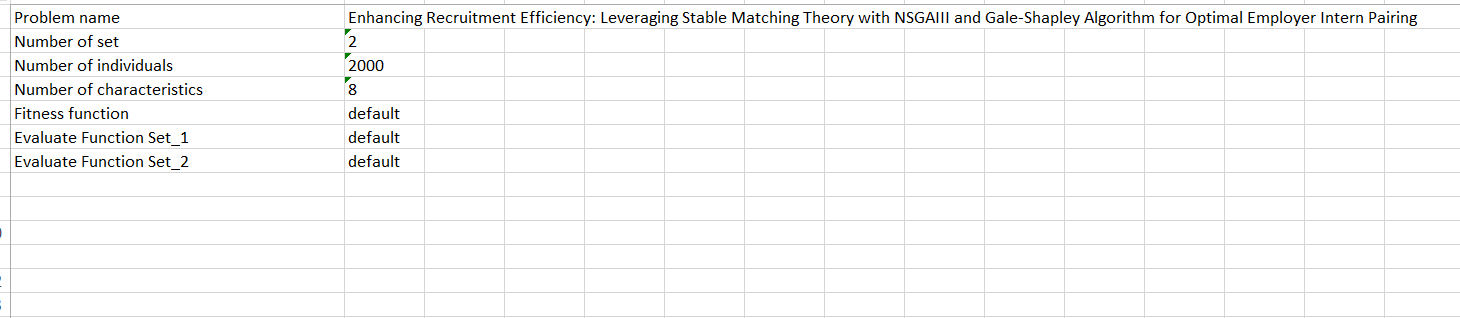 Problem name Enhancing Recruitment Efficiency: Leveraging Stable Matching Theory with NSGAIII and Gale-Shapley Algorithm for Optimal Employer Intern Pairing
Number of set 2
Number of individuals 2000
Number of characteristics 8
Fitness function default
Evaluate Function Set_1 default
Evaluate Function Set_2 default